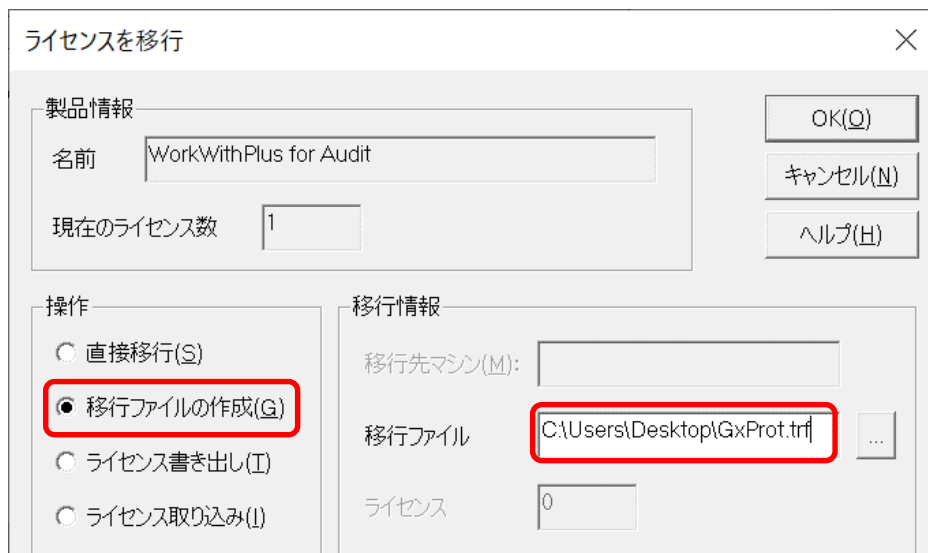 ライセンスを移行
製品情報
名前 WorkWithPlus for Audit
現在のライセンス数 1
OK(O)
キャンセル(N)
ヘルプ(H)
操作
直接移行(S)
移行ファイルの作成(G)
ライセンス書き出し(T)
ライセンス取り込み(I)
移行情報
移行先マシン(M):
移行ファイル C:\Users\Desktop\GxProt.trf ...
ライセンス 0